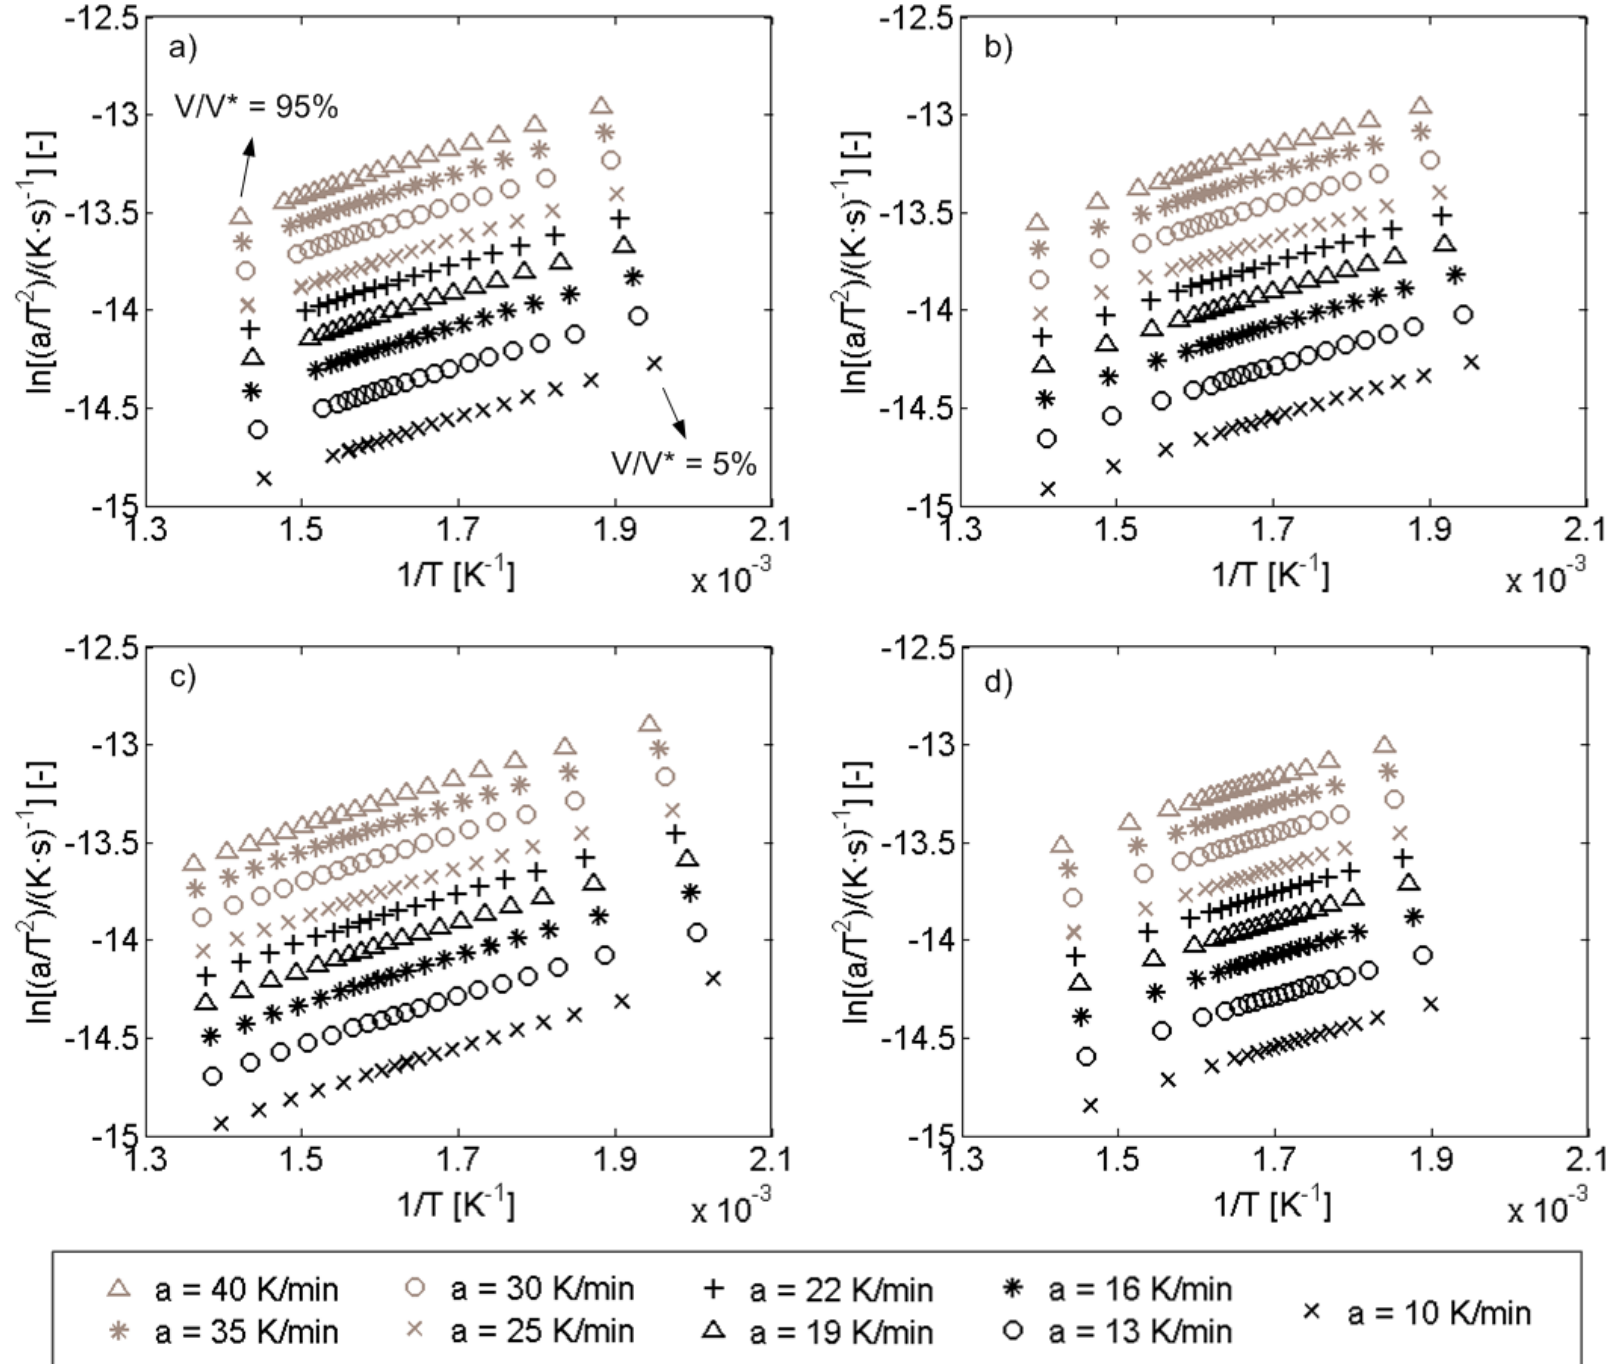 a)
V/V* = 95%
V/V* = 5%
-12.5
-13
-13.5
-14
-14.5
-15
1.3
1.5
1.7
1.9
2.1
1/T [K-1]
x 10-3
ln[(a/T2)/(K·s)-1] [-]
b)
-12.5
-13
-13.5
-14
-14.5
-15
1.3
1.5
1.7
1.9
2.1
1/T [K-1]
x 10-3
ln[(a/T2)/(K·s)-1] [-]
c)
-12.5
-13
-13.5
-14
-14.5
-15
1.3
1.5
1.7
1.9
2.1
1/T [K-1]
x 10-3
ln[(a/T2)/(K·s)-1] [-]
d)
-12.5
-13
-13.5
-14
-14.5
-15
1.3
1.5
1.7
1.9
2.1
1/T [K-1]
x 10-3
ln[(a/T2)/(K·s)-1] [-]
a = 40 K/min
a = 35 K/min
a = 30 K/min
a = 25 K/min
a = 22 K/min
a = 19 K/min
a = 16 K/min
a = 13 K/min
a = 10 K/min